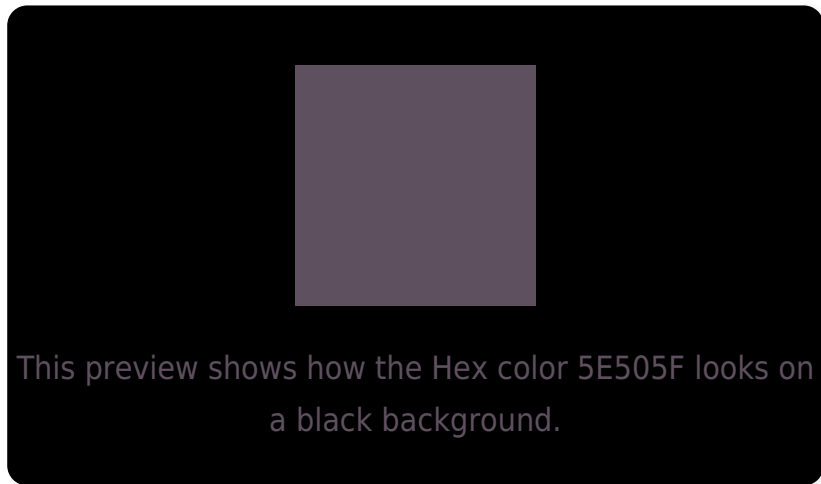 This preview shows how the Hex color 5E505F looks on
a black background.